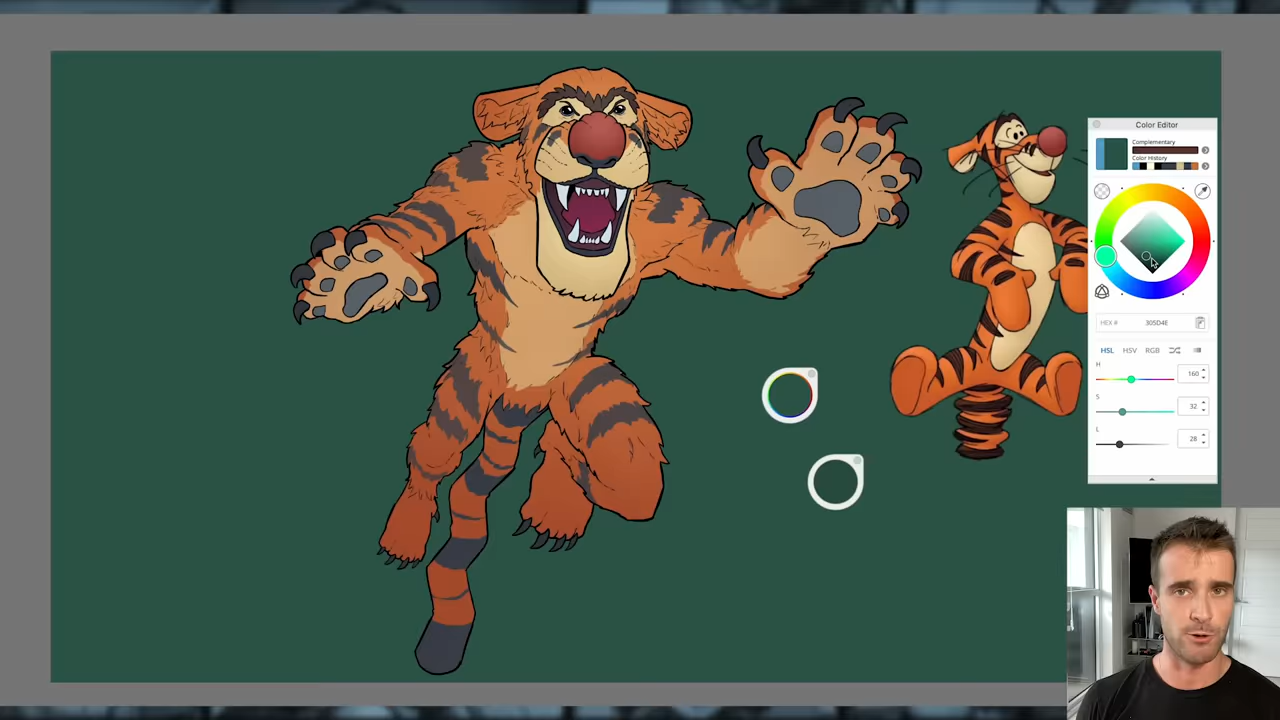 Color Editor
Complementary
Color History
HEX # 305D4E
HSL HSV RGB
H 160
S 32
L 28